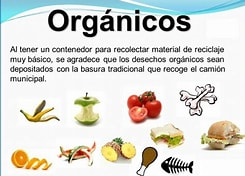 Orgánicos
Al tener un contenedor para recolectar material de reciclaje
muy básico, se agradece que los desechos orgánicos sean
depositados con la basura tradicional que recoge el camión
municipal.